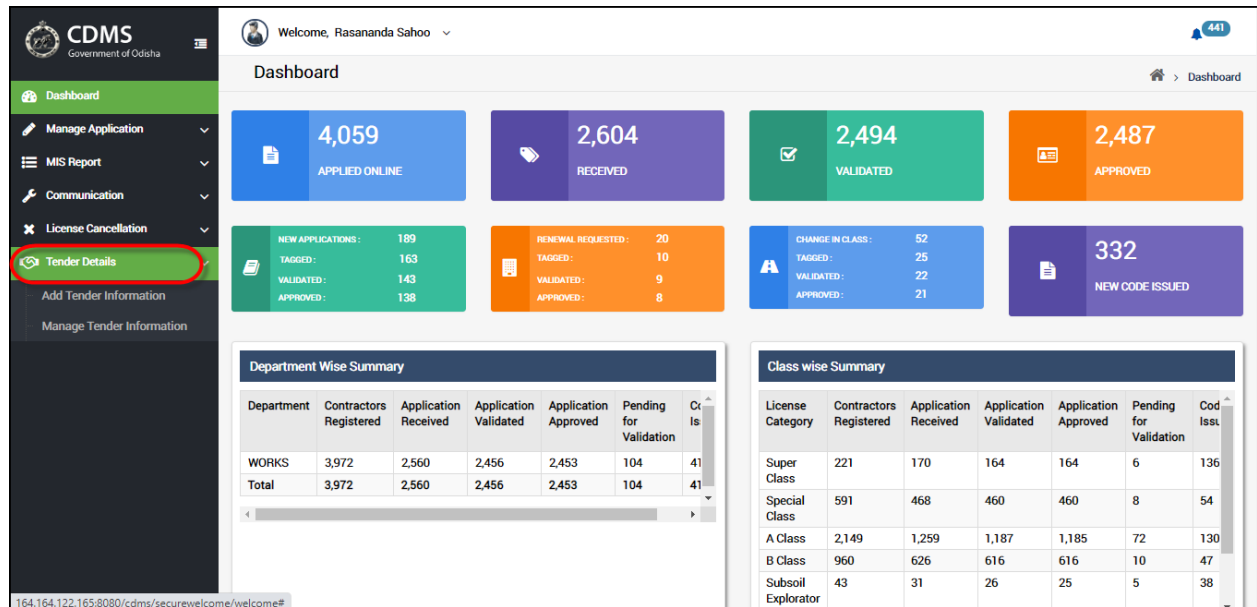 CDMS
Government of Odisha
Welcome, Rasananda Sahoo
441
Dashboard
Dashboard
Dashboard
Manage Application
MIS Report
Communication
License Cancellation
Tender Details
Add Tender Information
Manage Tender Information
4,059
APPLIED ONLINE
2,604
RECEIVED
2,494
VALIDATED
2,487
APPROVED
NEW APPLICATIONS : 189
TAGGED : 163
VALIDATED : 143
APPROVED : 138
RENEWAL REQUESTED : 20
TAGGED : 10
VALIDATED : 9
APPROVED : 8
CHANGE IN CLASS : 52
TAGGED : 25
VALIDATED : 22
APPROVED : 21
332
NEW CODE ISSUED
Department Wise Summary
Department Contractors Registered Application Received Application Validated Application Approved Pending for Validation
WORKS 3,972 2,560 2,456 2,453 104 41
Total 3,972 2,560 2,456 2,453 104 41
Class wise Summary
License Category Contractors Registered Application Received Application Validated Application Approved Pending for Validation
Super Class 221 170 164 164 6 136
Special Class 591 468 460 460 8 54
A Class 2,149 1,259 1,187 1,185 72 130
B Class 960 626 616 616 10 47
Subsoil Explorator 43 31 26 25 5 38
164.164.122.165:8080/cdms/securewelcome/welcome#